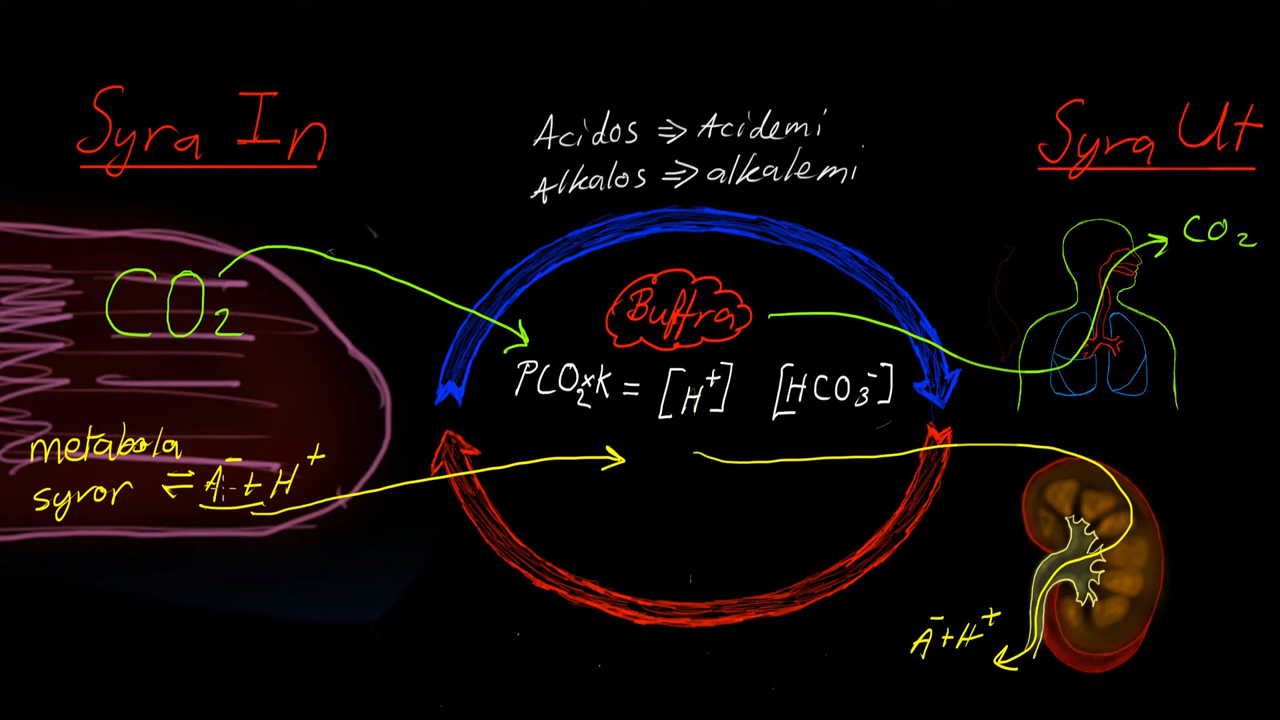 Syra In
Acidos ⇒ Acidemi
Alkalos ⇒ alkalemi
Syra Ut
CO₂
CO₂
Buffra
PCO₂×K = [H⁺] [HCO₃⁻]
metabola
syror ⇌ A⁻ + H⁺
A⁻ + H⁺